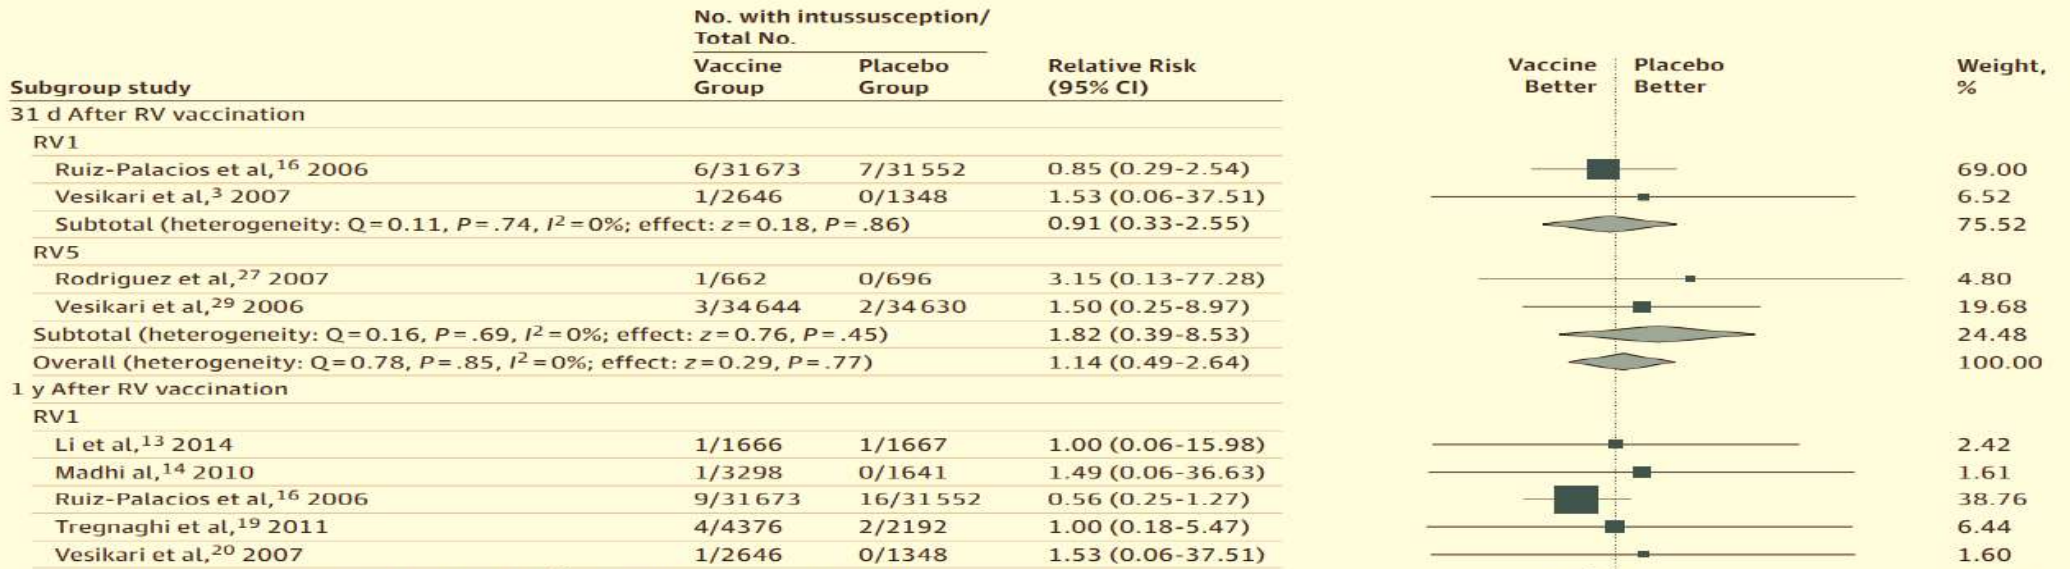 No. with intussusception/
Total No.
Subgroup study Vaccine Group Placebo Group Relative Risk (95% CI) Vaccine Better Placebo Better Weight, %
31 d After RV vaccination
RV1
Ruiz-Palacios et al,16 2006 6/31 673 7/31 552 0.85 (0.29-2.54) 69.00
Vesikari et al,3 2007 1/2646 0/1348 1.53 (0.06-37.51) 6.52
Subtotal (heterogeneity: Q=0.11, P=.74, I2=0%; effect: z=0.18, P=.86) 0.91 (0.33-2.55) 75.52
RV5
Rodriguez et al,27 2007 1/662 0/696 3.15 (0.13-77.28) 4.80
Vesikari et al,29 2006 3/34 644 2/34 630 1.50 (0.25-8.97) 19.68
Subtotal (heterogeneity: Q=0.16, P=.69, I2=0%; effect: z=0.76, P=.45) 1.82 (0.39-8.53) 24.48
Overall (heterogeneity: Q=0.78, P=.85, I2=0%; effect: z=0.29, P=.77) 1.14 (0.49-2.64) 100.00
1 y After RV vaccination
RV1
Li et al,13 2014 1/1666 1/1667 1.00 (0.06-15.98) 2.42
Madhi al,14 2010 1/3298 0/1641 1.49 (0.06-36.63) 1.61
Ruiz-Palacios et al,16 2006 9/31 673 16/31 552 0.56 (0.25-1.27) 38.76
Tregnaghi et al,19 2011 4/4376 2/2192 1.00 (0.18-5.47) 6.44
Vesikari et al,20 2007 1/2646 0/1348 1.53 (0.06-37.51) 1.60